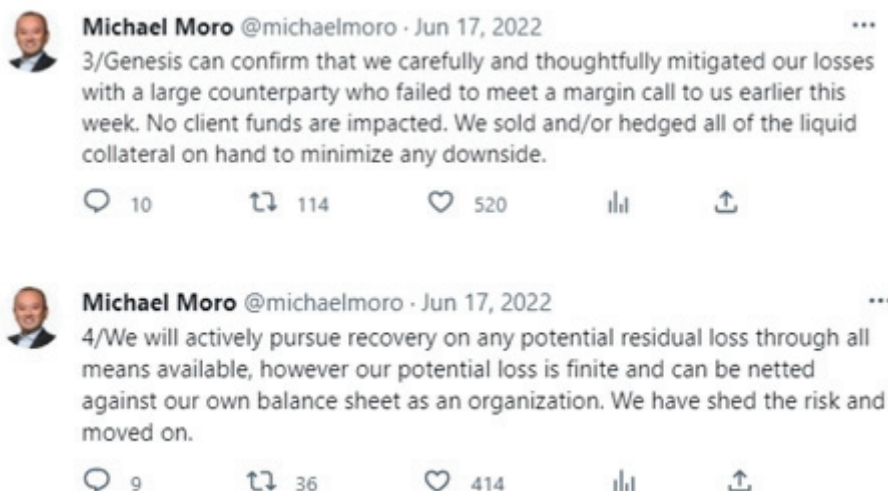 Michael Moro @michaelmoro · Jun 17, 2022
3/Genesis can confirm that we carefully and thoughtfully mitigated our losses
with a large counterparty who failed to meet a margin call to us earlier this
week. No client funds are impacted. We sold and/or hedged all of the liquid
collateral on hand to minimize any downside.
10 114 520
Michael Moro @michaelmoro · Jun 17, 2022
4/We will actively pursue recovery on any potential residual loss through all
means available, however our potential loss is finite and can be netted
against our own balance sheet as an organization. We have shed the risk and
moved on.
9 36 414